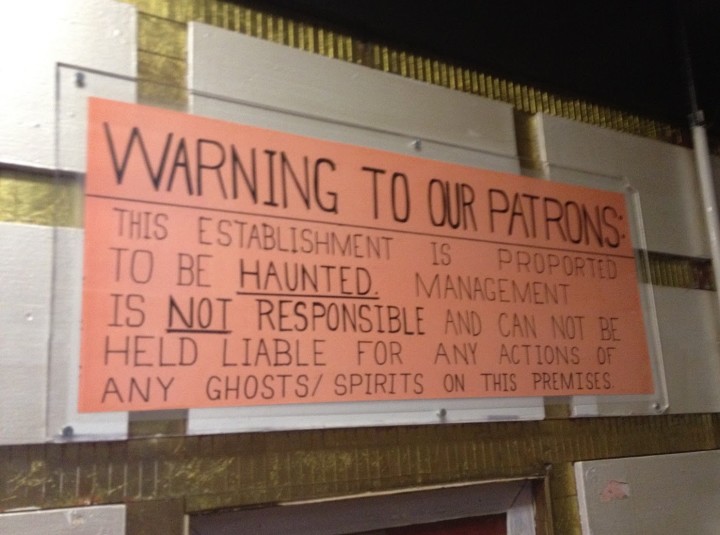 WARNING TO OUR PATRONS:
THIS ESTABLISHMENT IS PROPORTED
TO BE HAUNTED. MANAGEMENT
IS NOT RESPONSIBLE AND CAN NOT BE
HELD LIABLE FOR ANY ACTIONS OF
ANY GHOSTS/SPIRITS ON THIS PREMISES.